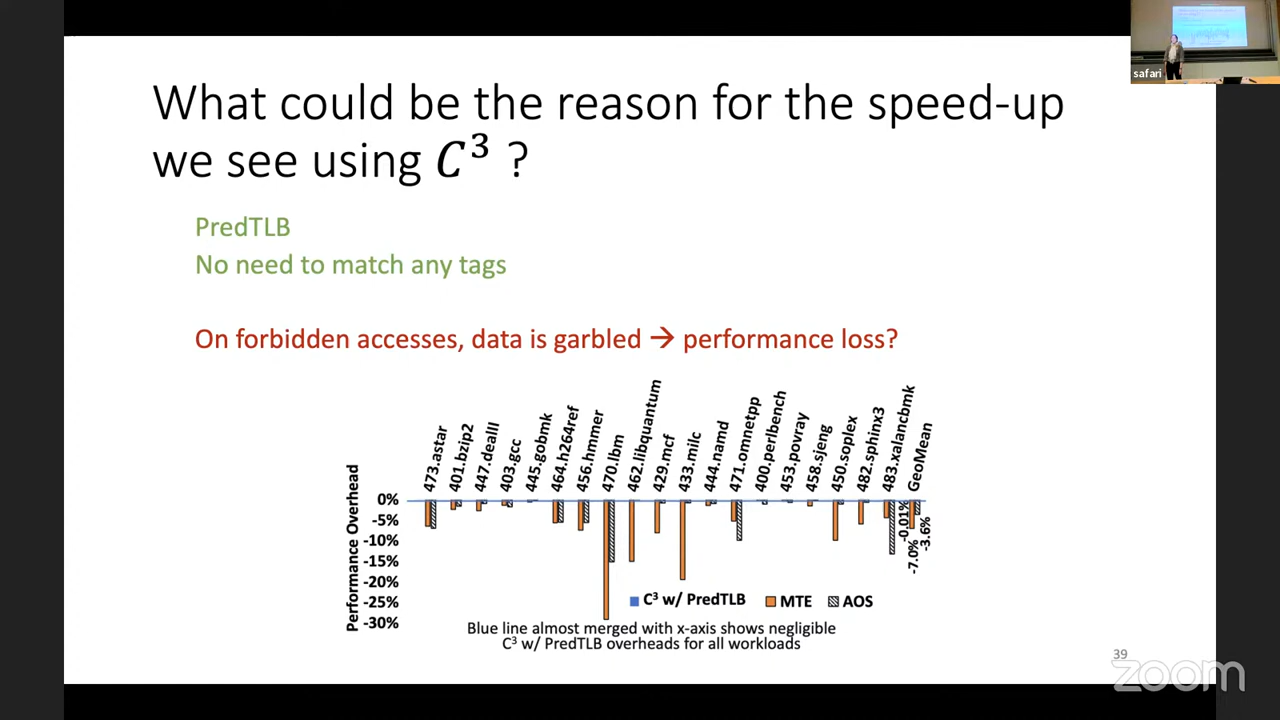 safari
What could be the reason for the speed-up
we see using C³ ?
PredTLB
No need to match any tags
On forbidden accesses, data is garbled → performance loss?
473.astar
401.bzip2
447.dealII
403.gcc
445.gobmk
464.h264ref
456.hmmer
470.lbm
462.libquantum
429.mcf
433.milc
444.namd
471.omnetpp
400.perlbench
453.povray
458.sjeng
450.soplex
482.sphinx3
483.xalancbmk
GeoMean
Performance Overhead
0%
-5%
-10%
-15%
-20%
-25%
-30%
-0.01%
-7.0%
-3.6%
C³ w/ PredTLB MTE AOS
Blue line almost merged with x-axis shows negligible
C³ w/ PredTLB overheads for all workloads
39
zoom